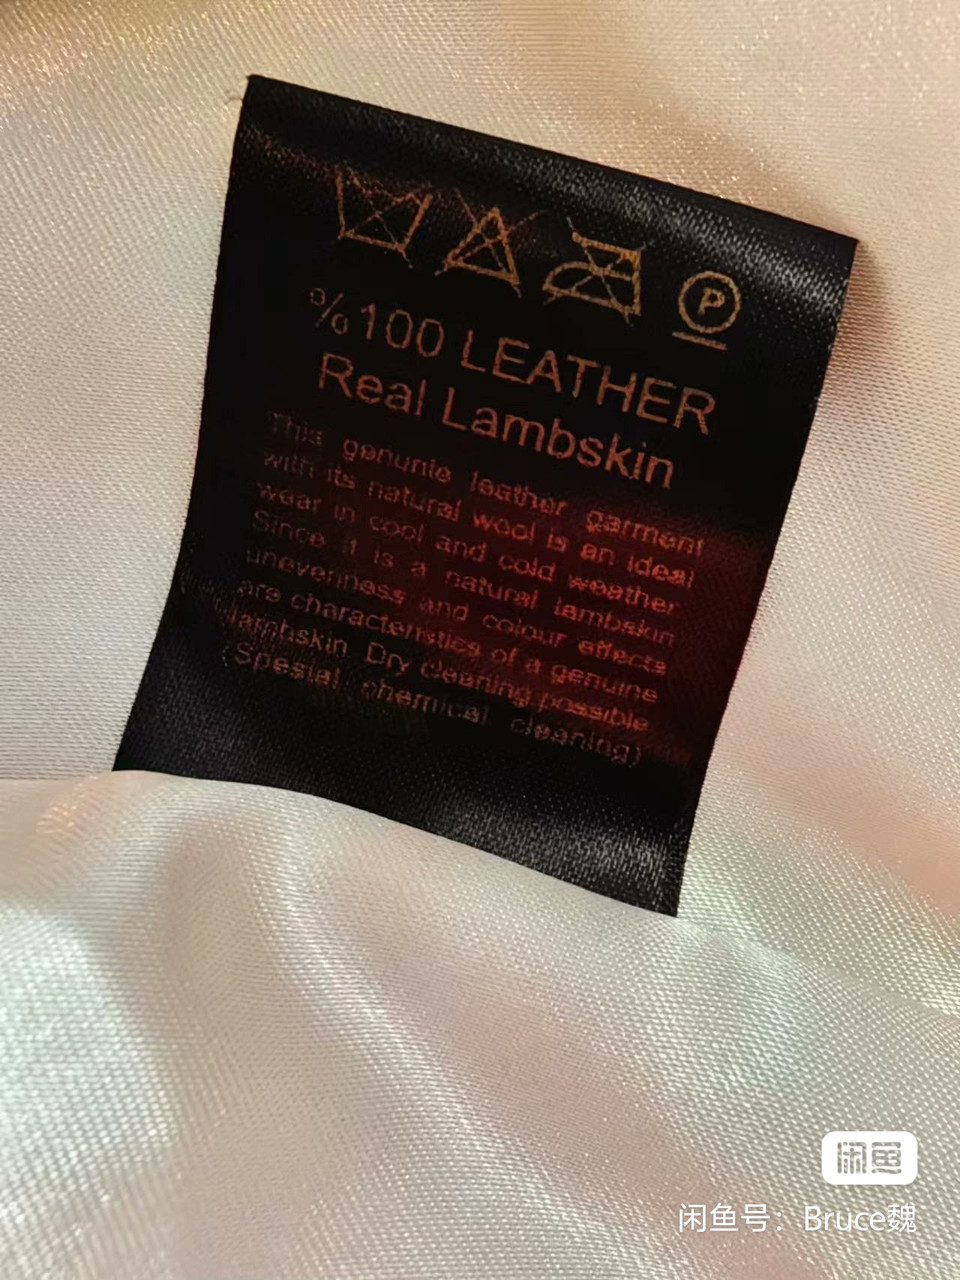 P
%100 LEATHER
Real Lambskin
This genunie leather garment
with its natural wool is an ideal
wear in cool and cold weather
Since it is a natural lambskin
unevenness and colour effects
are characteristics of a genuine
lambskin Dry cleaning possible
(Spesial chemical cleaning)
闲鱼
闲鱼号：Bruce魏